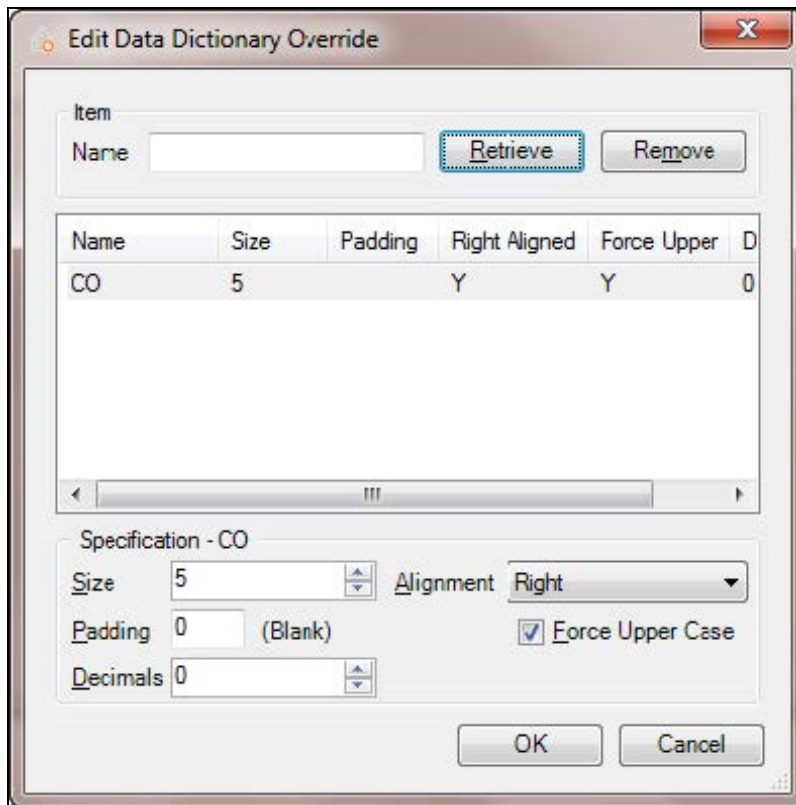 Edit Data Dictionary Override
Item
Name Retrieve Remove
Name Size Padding Right Aligned Force Upper D
CO 5 Y Y 0
Specification - CO
Size 5 Alignment Right
Padding 0 (Blank) Force Upper Case
Decimals 0
OK Cancel